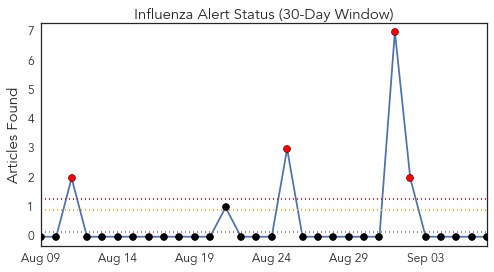 Influenza Alert Status (30-Day Window)
Articles Found
7
6
5
4
3
2
1
0
Aug 09 Aug 14 Aug 19 Aug 24 Aug 29 Sep 03